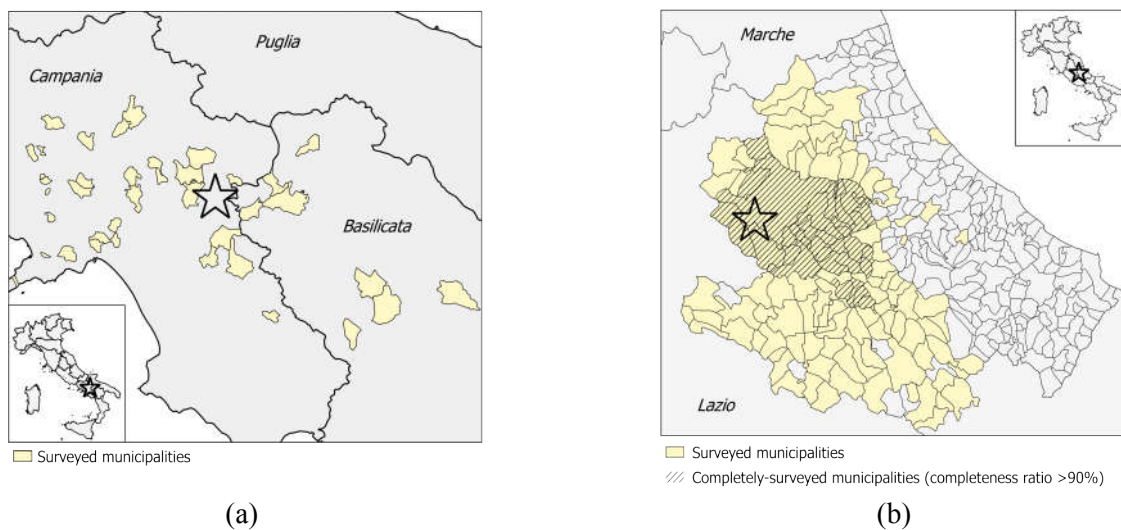 Puglia
Campania
Basilicata
Surveyed municipalities
(a)
Marche
Lazio
Surveyed municipalities
Completely-surveyed municipalities (completeness ratio >90%)
(b)